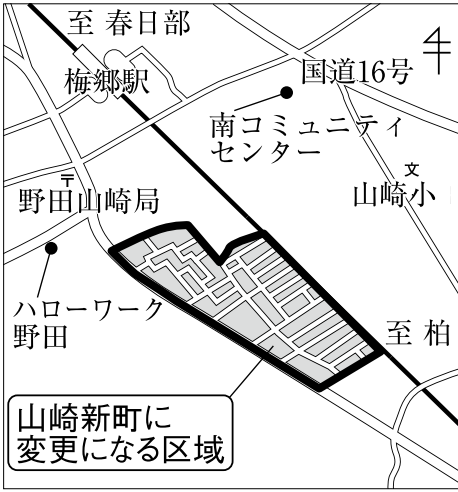 至 春日部
梅郷駅
国道16号
南コミュニティ
センター
文
山崎小
〒
野田山崎局
ハローワーク
野田
至 柏
山崎新町に
変更になる区域